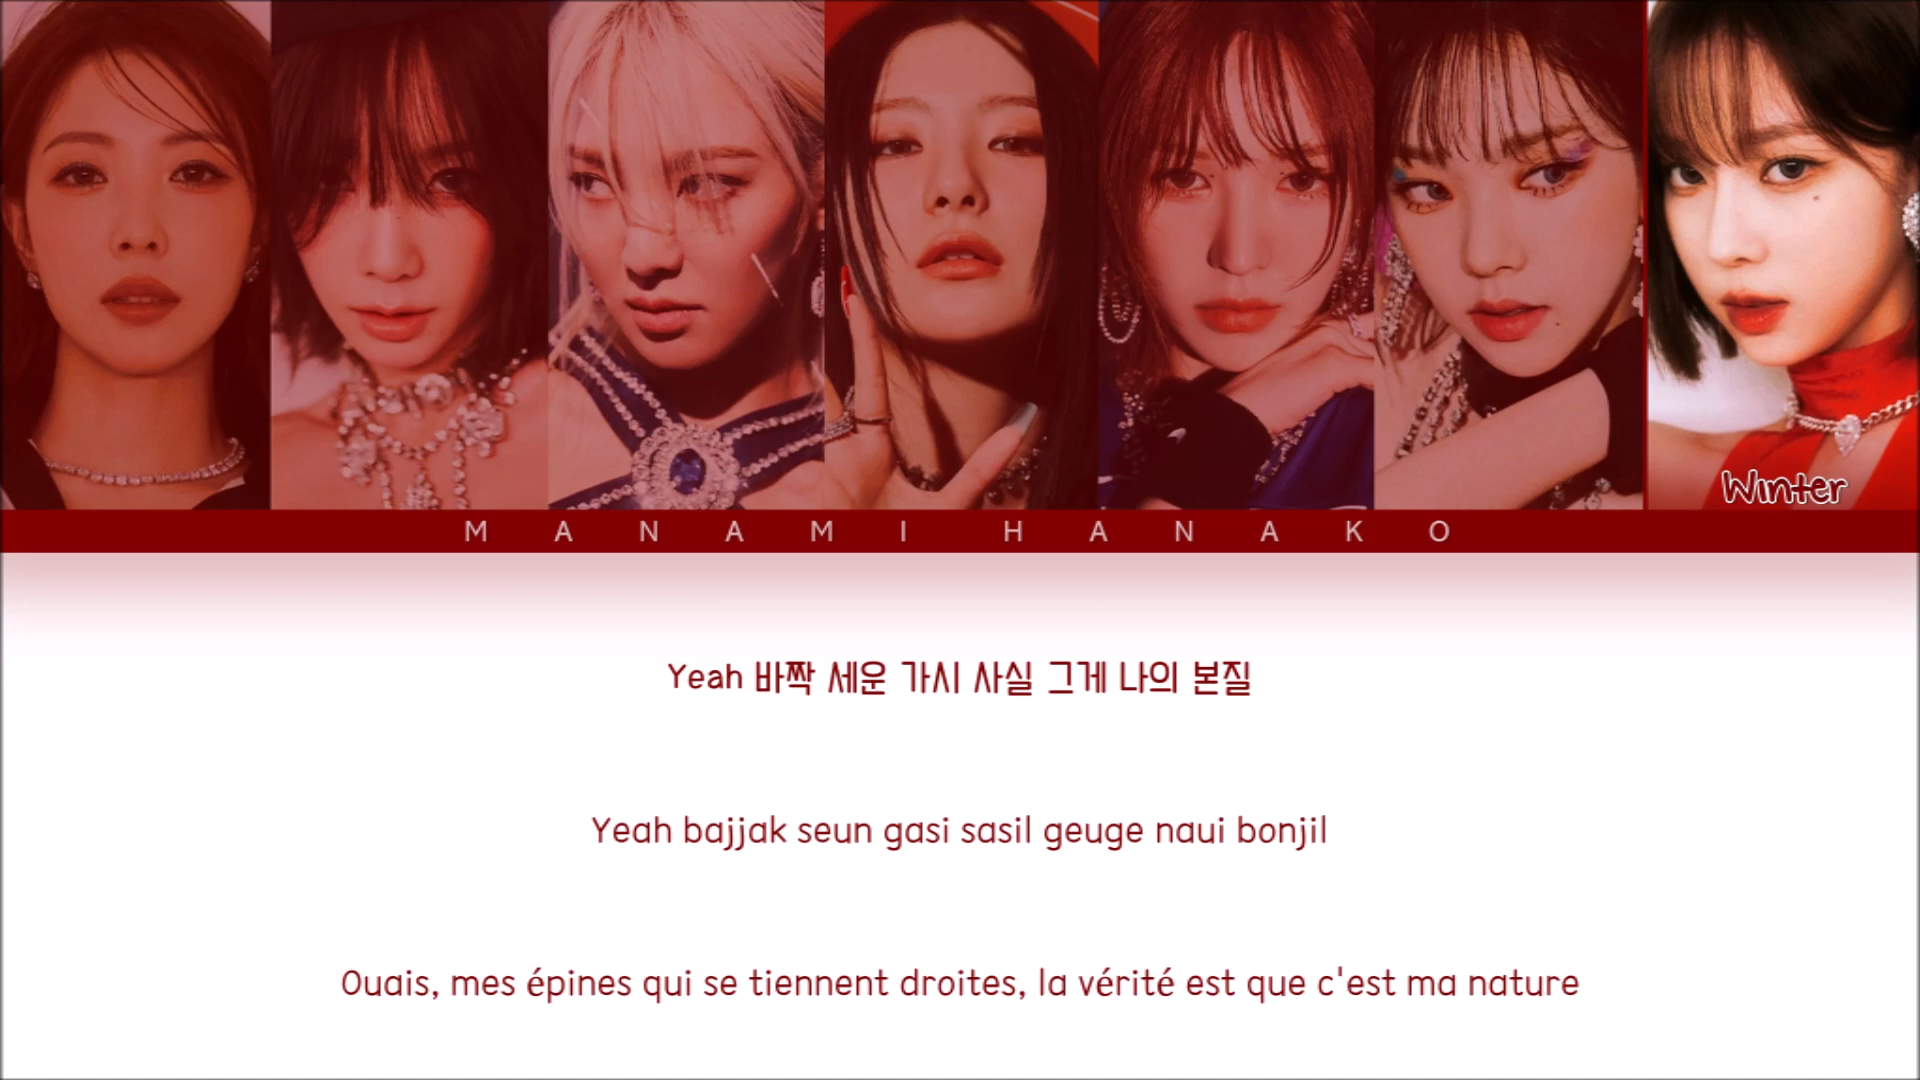 Winter
MANAMI HANAKO
Yeah 바짝 세운 가시 사실 그게 나의 본질
Yeah bajjak seun gasi sasil geuge naui bonjil
Ouais, mes épines qui se tiennent droites, la vérité est que c'est ma nature